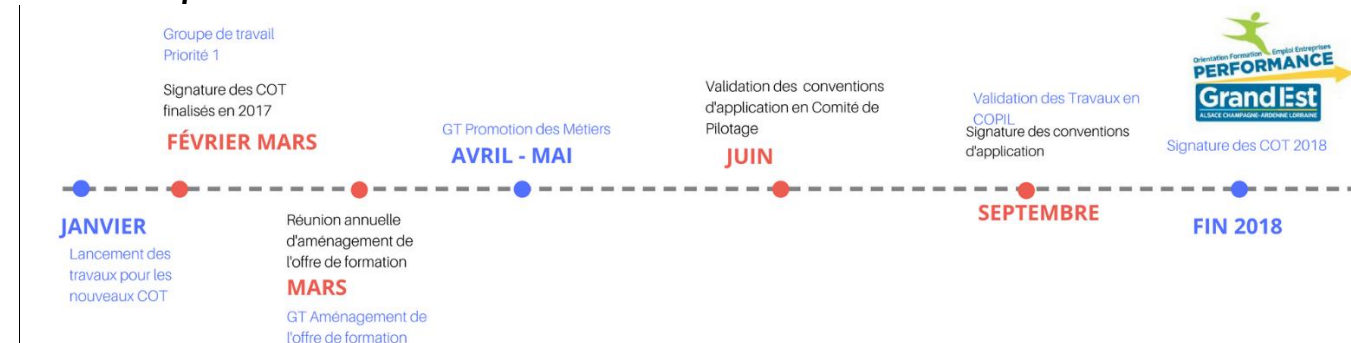 Groupe de travail
Priorité 1
Signature des COT
finalisés en 2017
FÉVRIER MARS
GT Promotion des Métiers
AVRIL - MAI
Validation des conventions
d'application en Comité de
Pilotage
JUIN
Validation des Travaux en
COPIL
Signature des conventions
d'application
SEPTEMBRE
Orientation Formation Emploi Entreprises
PERFORMANCE
Grand Est
ALSACE CHAMPAGNE-ARDENNE LORRAINE
Signature des COT 2018
FIN 2018
JANVIER
Lancement des
travaux pour les
nouveaux COT
Réunion annuelle
d'aménagement de
l'offre de formation
MARS
GT Aménagement de
l'offre de formation